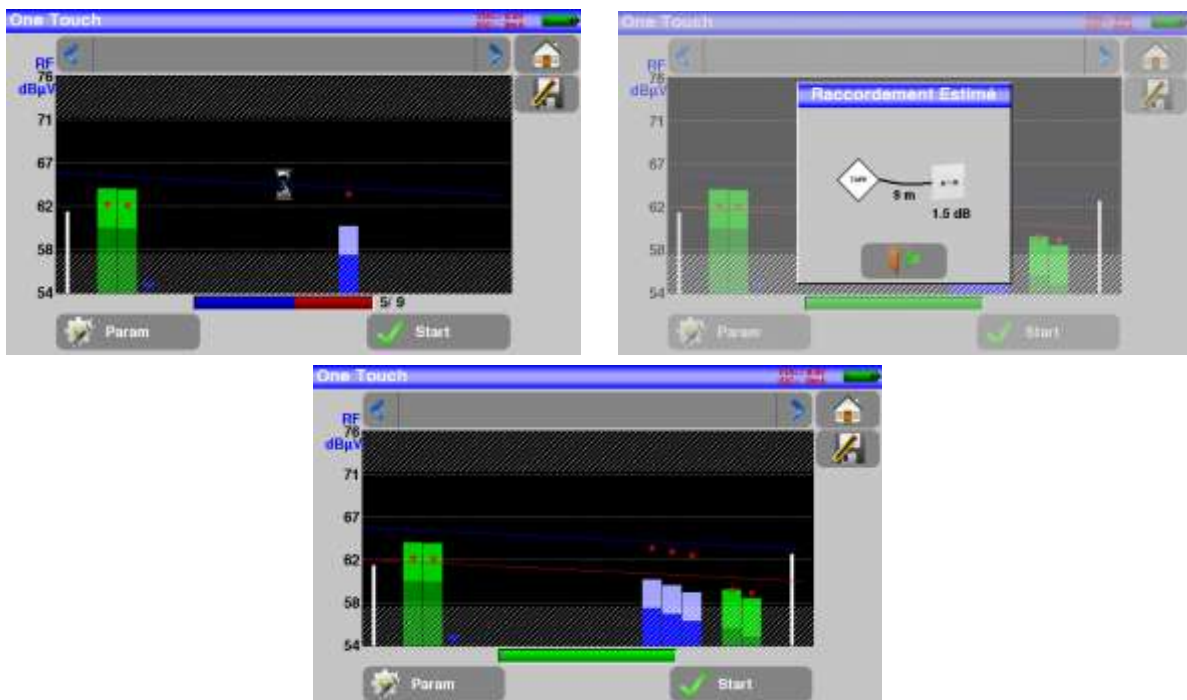 One Touch
RF
76
dBµV
71
67
62
58
54
5/ 9
Param
Start
One Touch
RF
76
dBµV
71
67
62
58
54
Raccordement Estimé
9 m
1.5 dB
Param
Start
One Touch
RF
76
dBµV
71
67
62
58
54
Param
Start